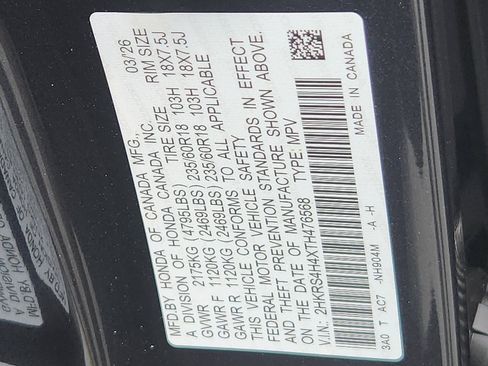 MFD.BY HONDA OF CANADA MFG., 03/26
A DIVISION OF HONDA CANADA INC.
TIRE SIZE RIM SIZE
GVWR 2175KG (4795LBS) 235/60R18 103H 18X7.5J
GAWR F 1120KG (2469LBS) 235/60R18 103H 18X7.5J
GAWR R 1120KG (2469LBS)
THIS VEHICLE CONFORMS TO ALL APPLICABLE
FEDERAL MOTOR VEHICLE SAFETY
AND THEFT PREVENTION STANDARDS IN EFFECT
ON THE DATE OF MANUFACTURE SHOWN ABOVE.
V.I.N: 2HKRS4H4XTH476568 TYPE: MPV
3A0 T AC7 -NH904M -A -H MADE IN CANADA